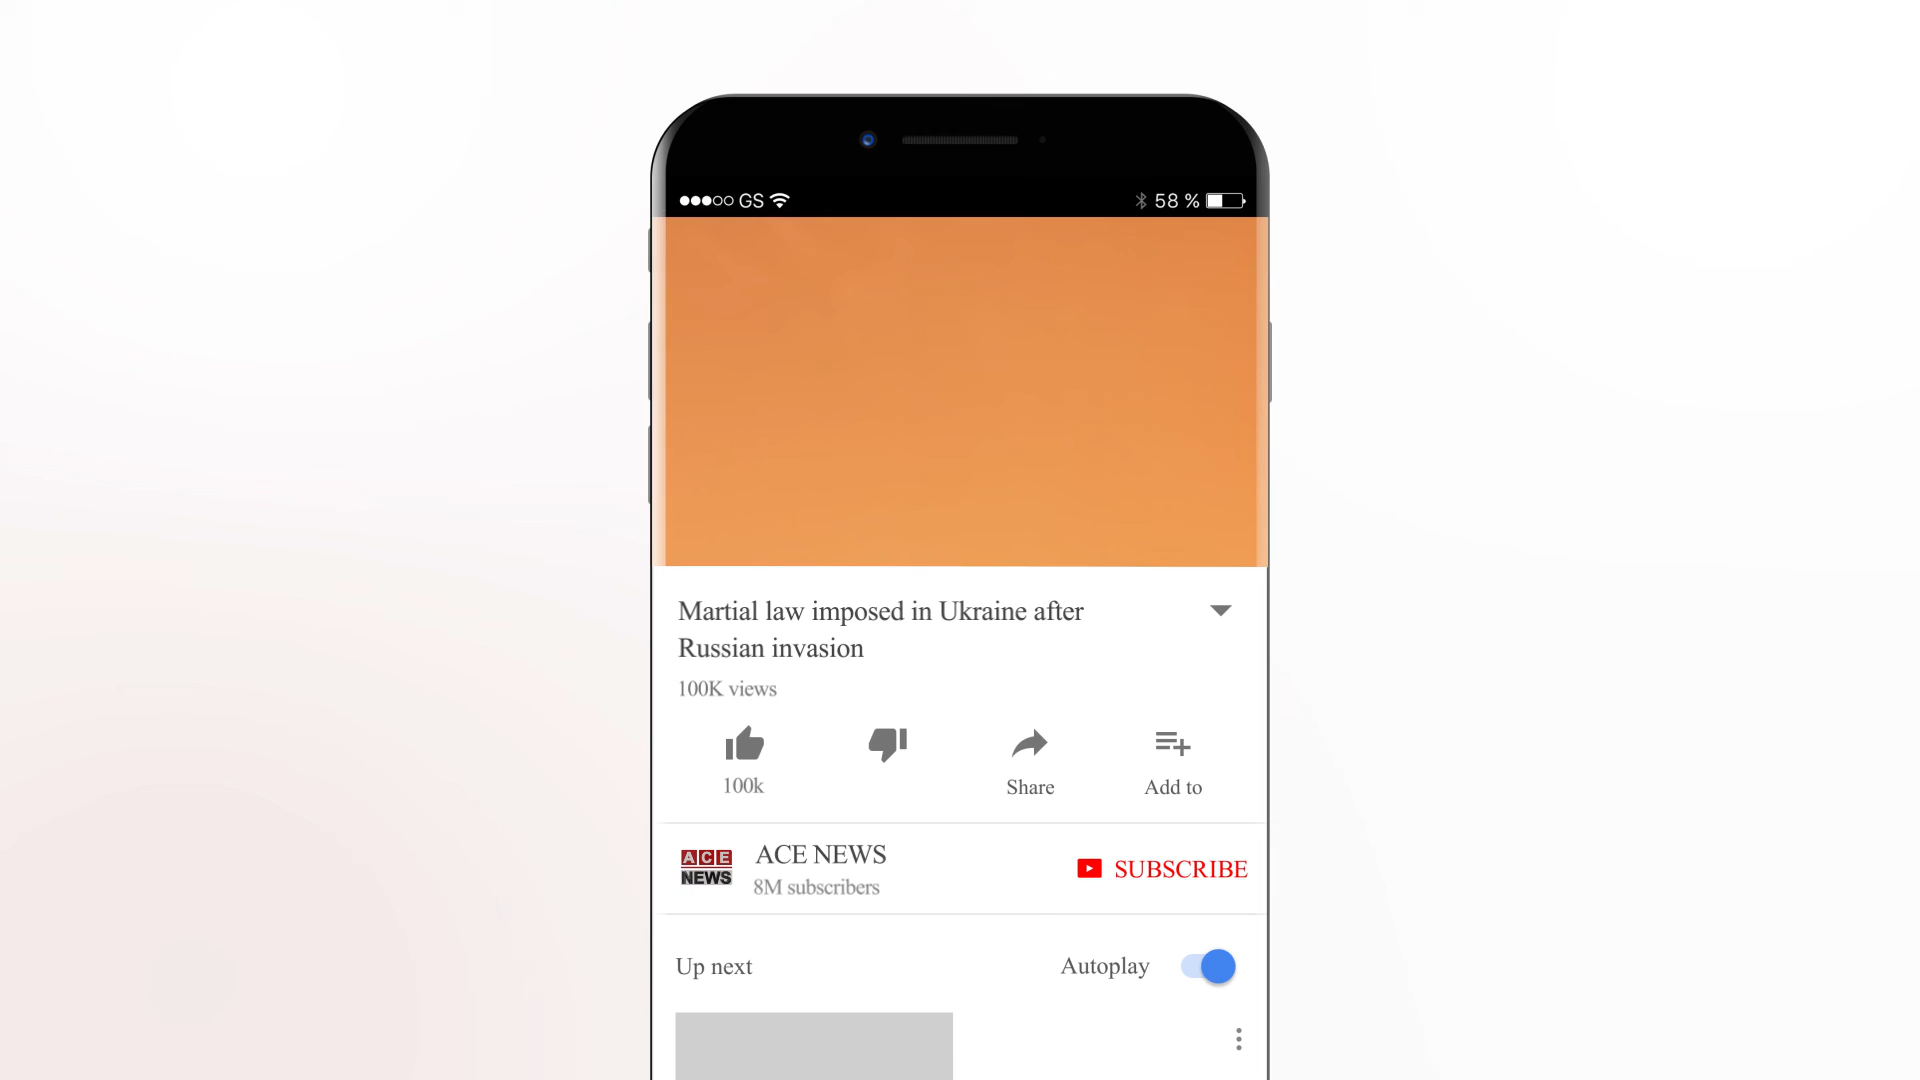 GS 58 %
Martial law imposed in Ukraine after
Russian invasion
100K views
100k
Share
Add to
ACE
NEWS
ACE NEWS
8M subscribers
SUBSCRIBE
Up next
Autoplay